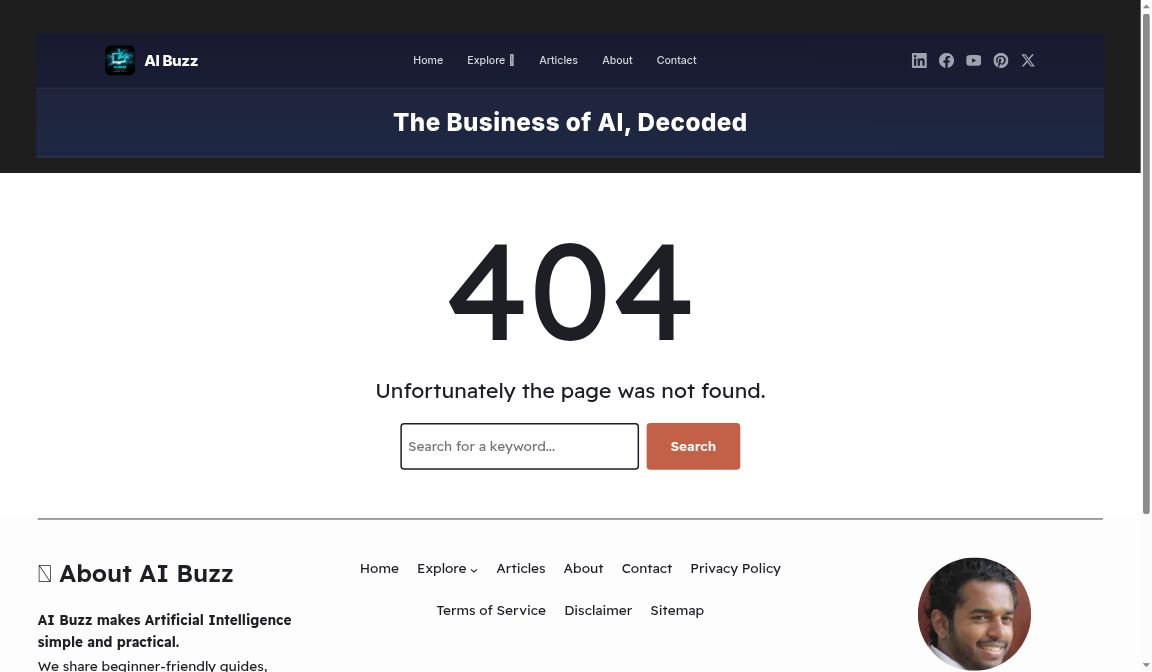 AI Buzz
Home Explore Articles About Contact
The Business of AI, Decoded
404
Unfortunately the page was not found.
Search for a keyword... Search
About AI Buzz
AI Buzz makes Artificial Intelligence
simple and practical.
We share beginner-friendly guides,
Home Explore Articles About Contact Privacy Policy
Terms of Service Disclaimer Sitemap